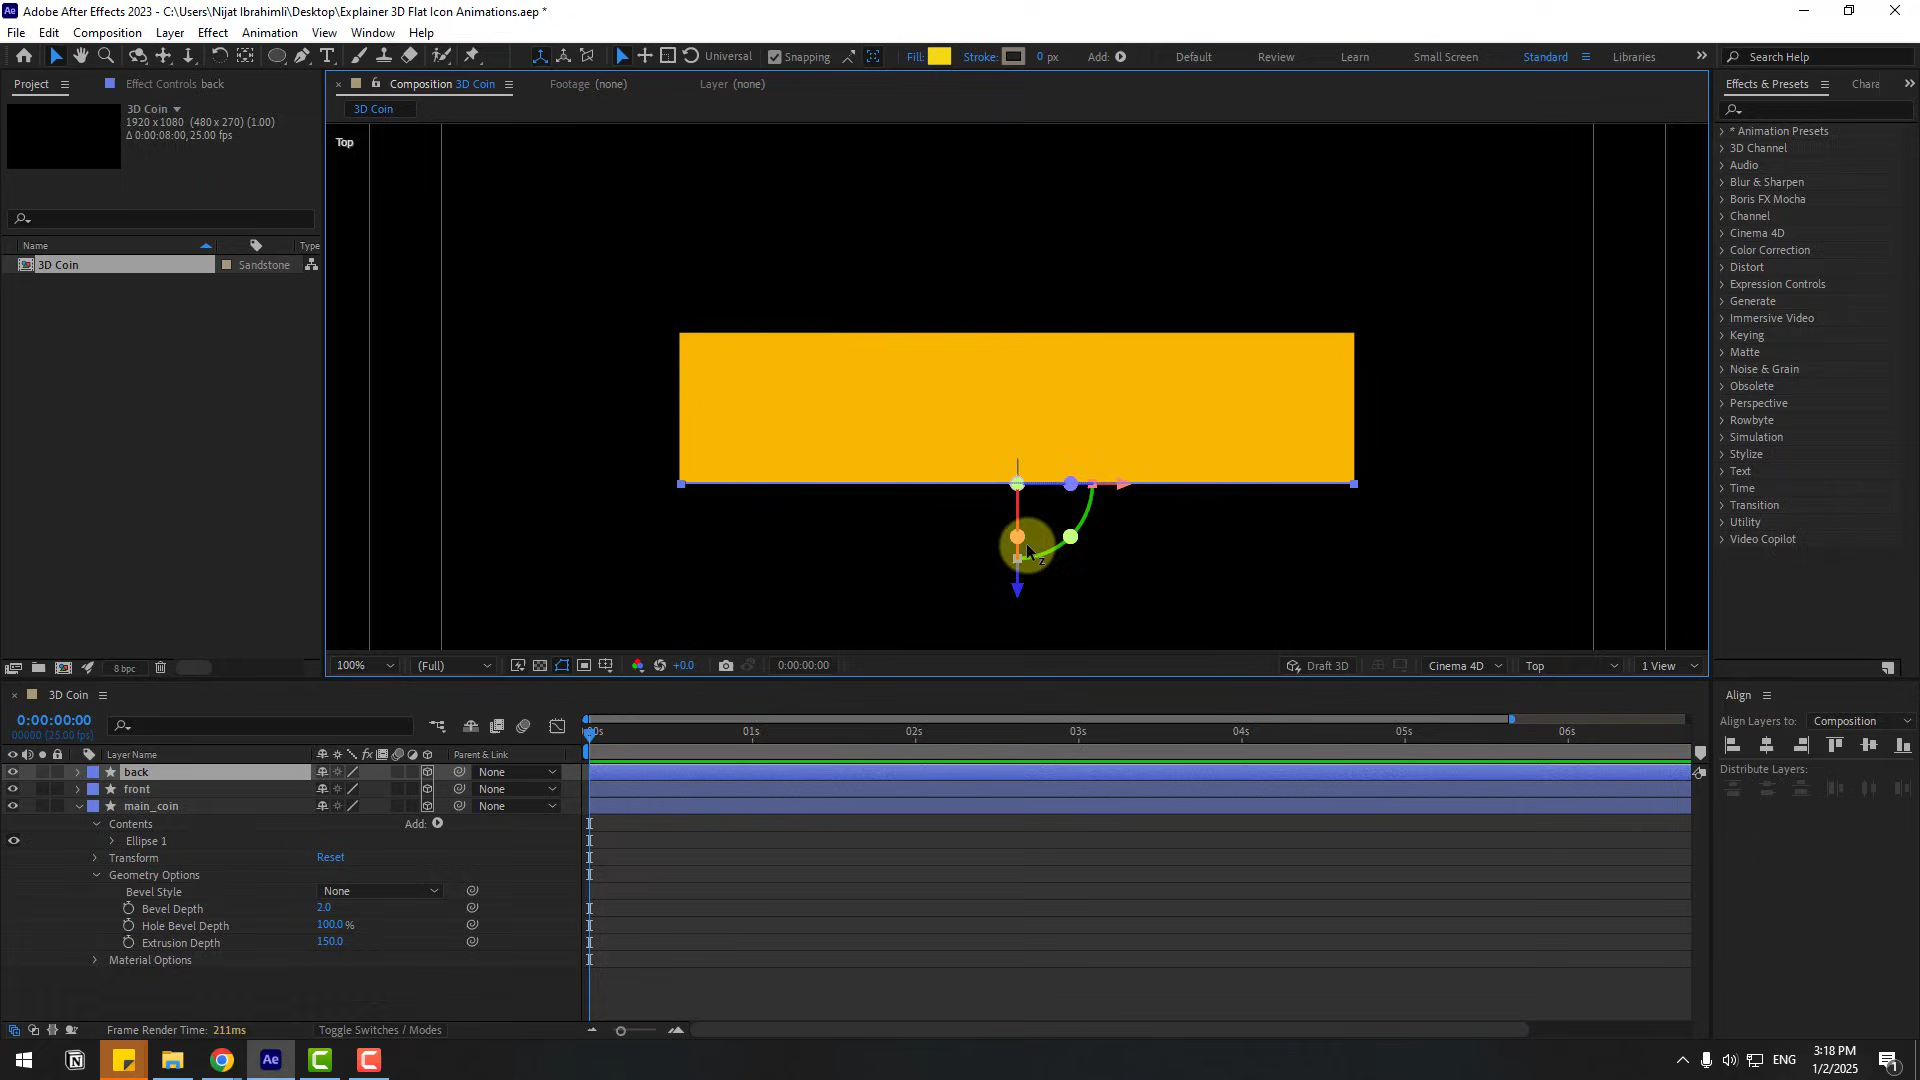 Adobe After Effects 2023 - C:\Users\Nijat Ibrahimli\Desktop\Explainer 3D Flat Icon Animations.aep *
File Edit Composition Layer Effect Animation View Window Help
Universal Snapping Fill: Stroke: 0 px Add: Default Review Learn Small Screen Standard Libraries Search Help
Project Effect Controls back
3D Coin
1920 x 1080 (480 x 270) (1.00)
Δ 0:00:08:00, 25.00 fps
Name Type
3D Coin Sandstone
8 bpc
Composition 3D Coin Footage (none) Layer (none)
3D Coin
Top
z
100% (Full) +0.0 0:00:00:00 Draft 3D Cinema 4D Top 1 View
Effects & Presets Chara
* Animation Presets
3D Channel
Audio
Blur & Sharpen
Boris FX Mocha
Channel
Cinema 4D
Color Correction
Distort
Expression Controls
Generate
Immersive Video
Keying
Matte
Noise & Grain
Obsolete
Perspective
Rowbyte
Simulation
Stylize
Text
Time
Transition
Utility
Video Copilot
3D Coin
0:00:00:00
00000 (25.00 fps)
:00s 01s 02s 03s 04s 05s 06s
Layer Name fx Parent & Link
back None
front None
main_coin None
Contents Add:
Ellipse 1
Transform Reset
Geometry Options
Bevel Style None
Bevel Depth 2.0
Hole Bevel Depth 100.0 %
Extrusion Depth 150.0
Material Options
Frame Render Time: 211ms Toggle Switches / Modes
Align
Align Layers to: Composition
Distribute Layers:
Ae
C C
ENG
3:18 PM
1/2/2025
1